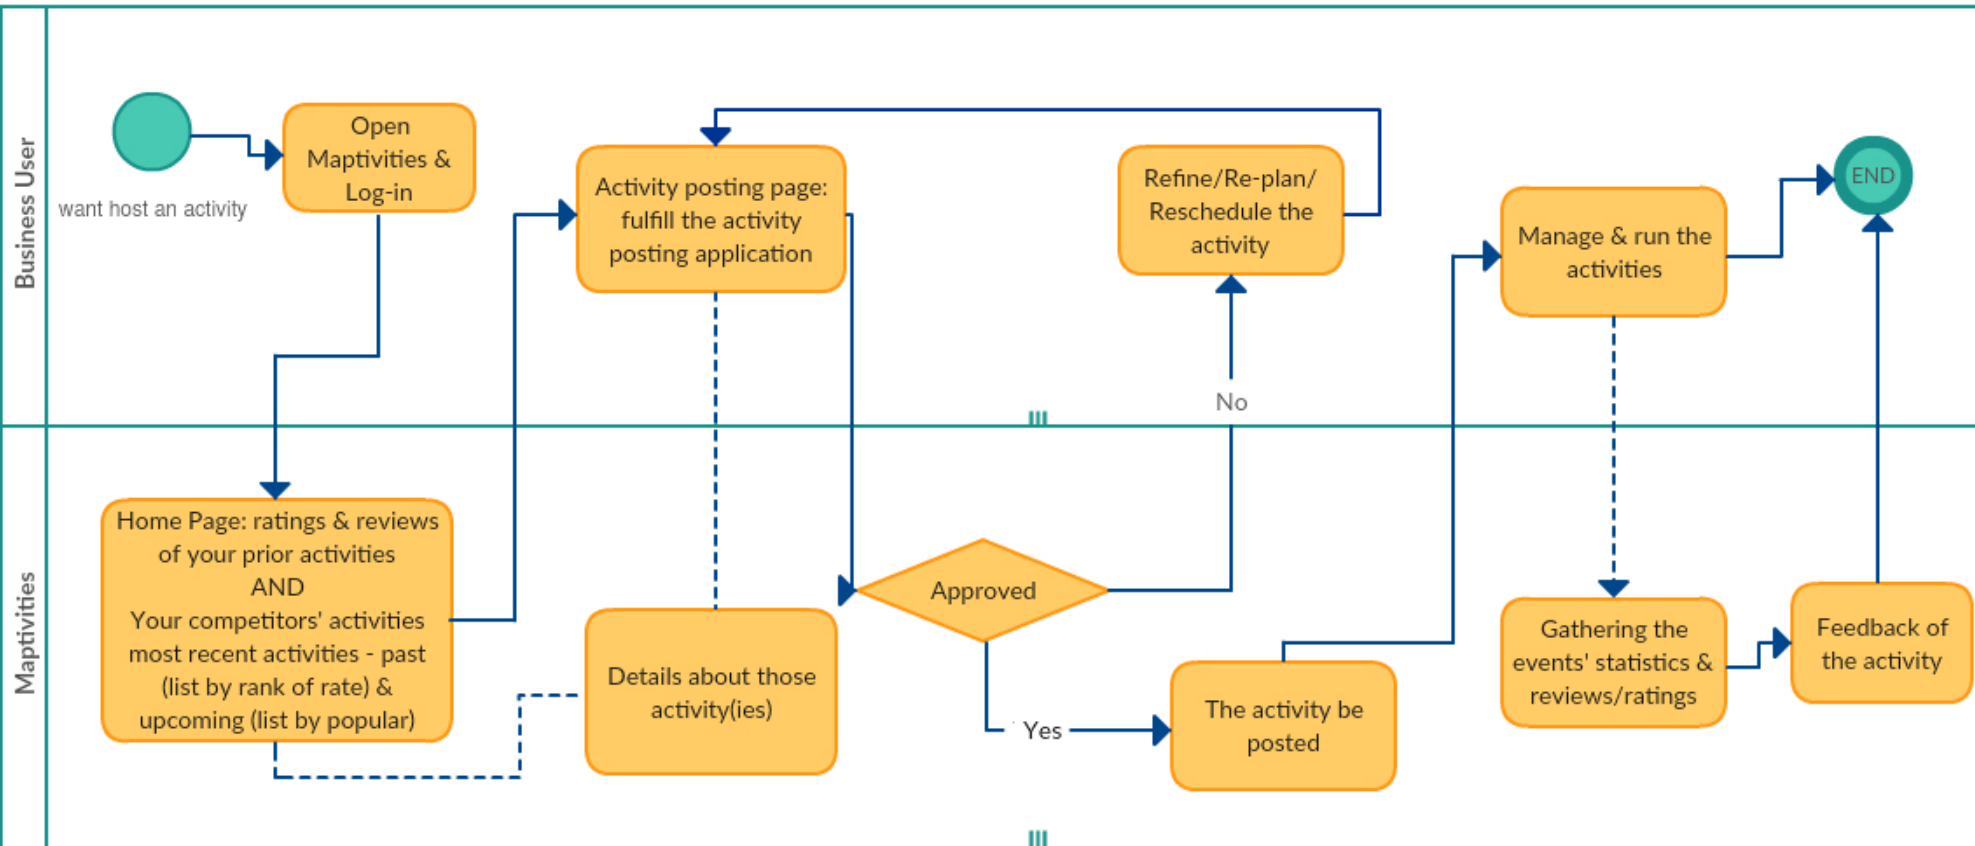 Business User
want host an activity
Open
Maptivities &
Log-in
Activity posting page:
fulfill the activity
posting application
Refine/Re-plan/
Reschedule the
activity
Manage & run the
activities
END
No
Maptivities
Home Page: ratings & reviews
of your prior activities
AND
Your competitors' activities
most recent activities - past
(list by rank of rate) &
upcoming (list by popular)
Details about those
activity(ies)
Approved
Yes
The activity be
posted
Gathering the
events' statistics &
reviews/ratings
Feedback of
the activity